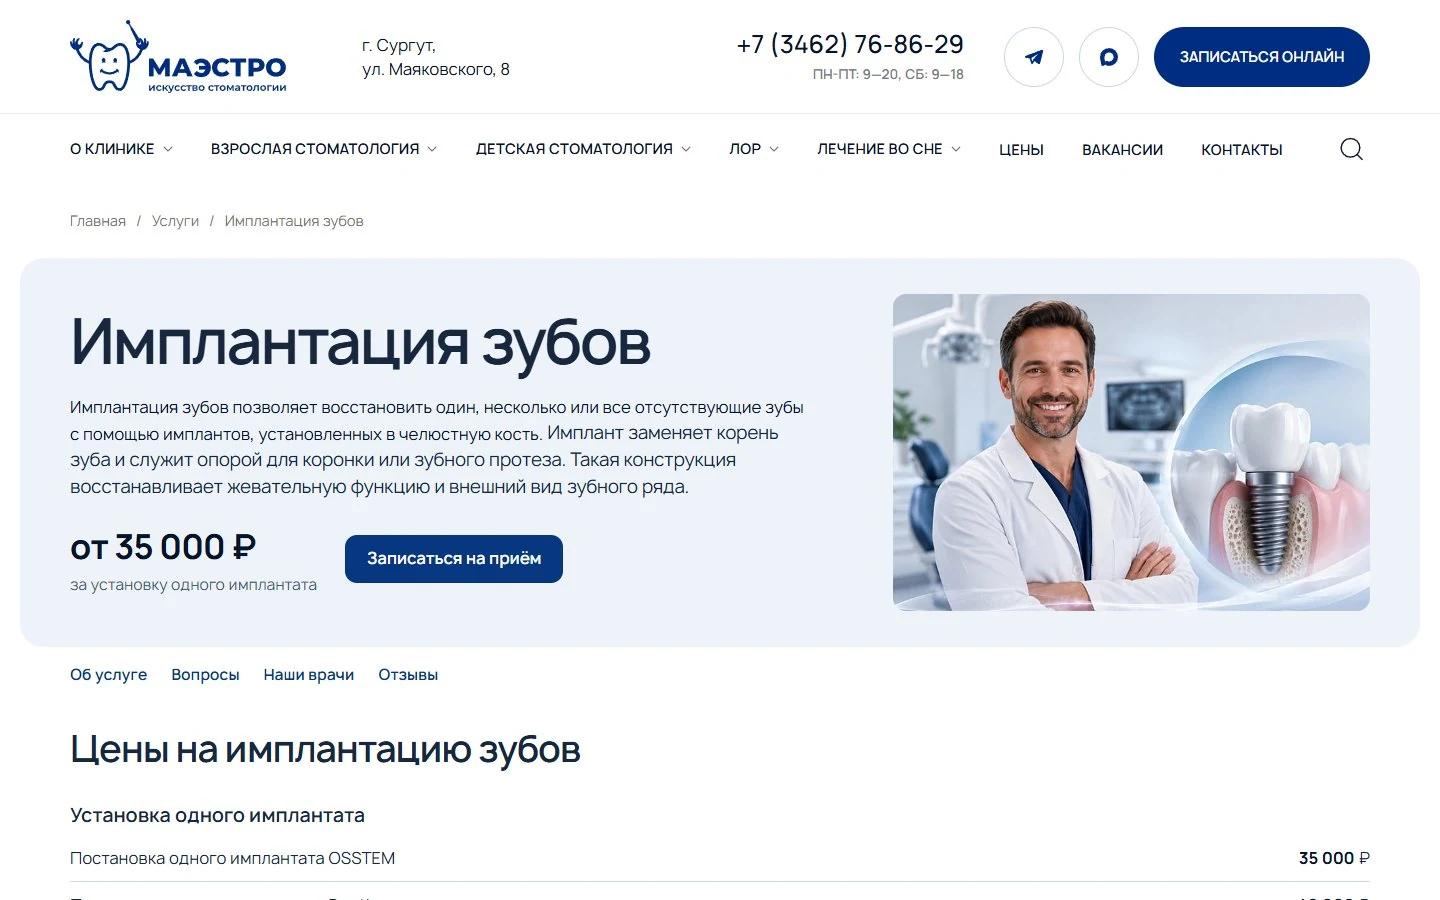 МАЭСТРО
искусство стоматологии
г. Сургут,
ул. Маяковского, 8
+7 (3462) 76-86-29
ПН-ПТ: 9—20, СБ: 9—18
ЗАПИСАТЬСЯ ОНЛАЙН
О КЛИНИКЕ ВЗРОСЛАЯ СТОМАТОЛОГИЯ ДЕТСКАЯ СТОМАТОЛОГИЯ ЛОР ЛЕЧЕНИЕ ВО СНЕ ЦЕНЫ ВАКАНСИИ КОНТАКТЫ
Главная / Услуги / Имплантация зубов
Имплантация зубов
Имплантация зубов позволяет восстановить один, несколько или все отсутствующие зубы
с помощью имплантов, установленных в челюстную кость. Имплант заменяет корень
зуба и служит опорой для коронки или зубного протеза. Такая конструкция
восстанавливает жевательную функцию и внешний вид зубного ряда.
от 35 000 ₽
за установку одного имплантата
Записаться на приём
Об услуге Вопросы Наши врачи Отзывы
Цены на имплантацию зубов
Установка одного имплантата
Постановка одного имплантата OSSTEM 35 000 ₽